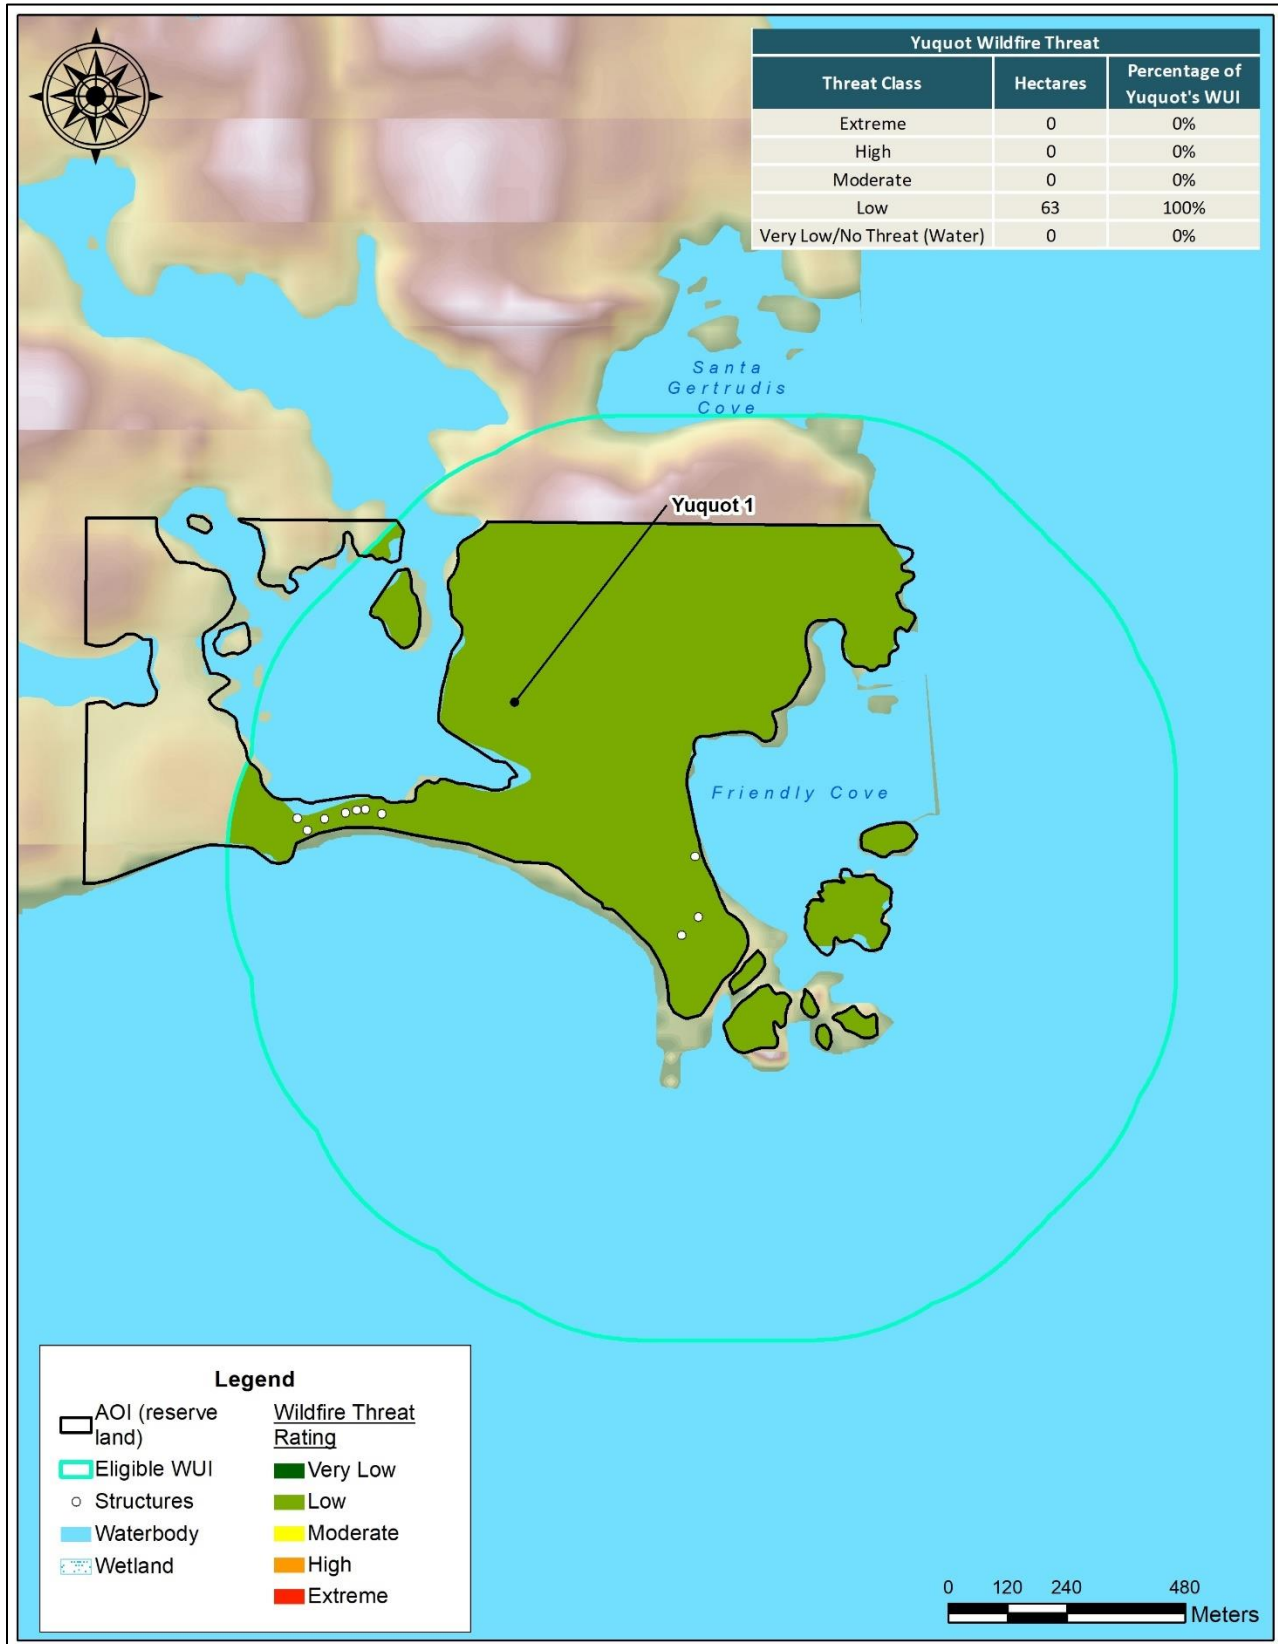 Yuquot Wildfire Threat
Threat Class Hectares Percentage of
Yuquot's WUI
Extreme 0 0%
High 0 0%
Moderate 0 0%
Low 63 100%
Very Low/No Threat (Water) 0 0%
Santa
Gertrudis
Cove
Yuquot 1
Friendly Cove
Legend
AOI (reserve
land)
Eligible WUI
Structures
Waterbody
Wetland
Wildfire Threat
Rating
Very Low
Low
Moderate
High
Extreme
0 120 240 480
Meters